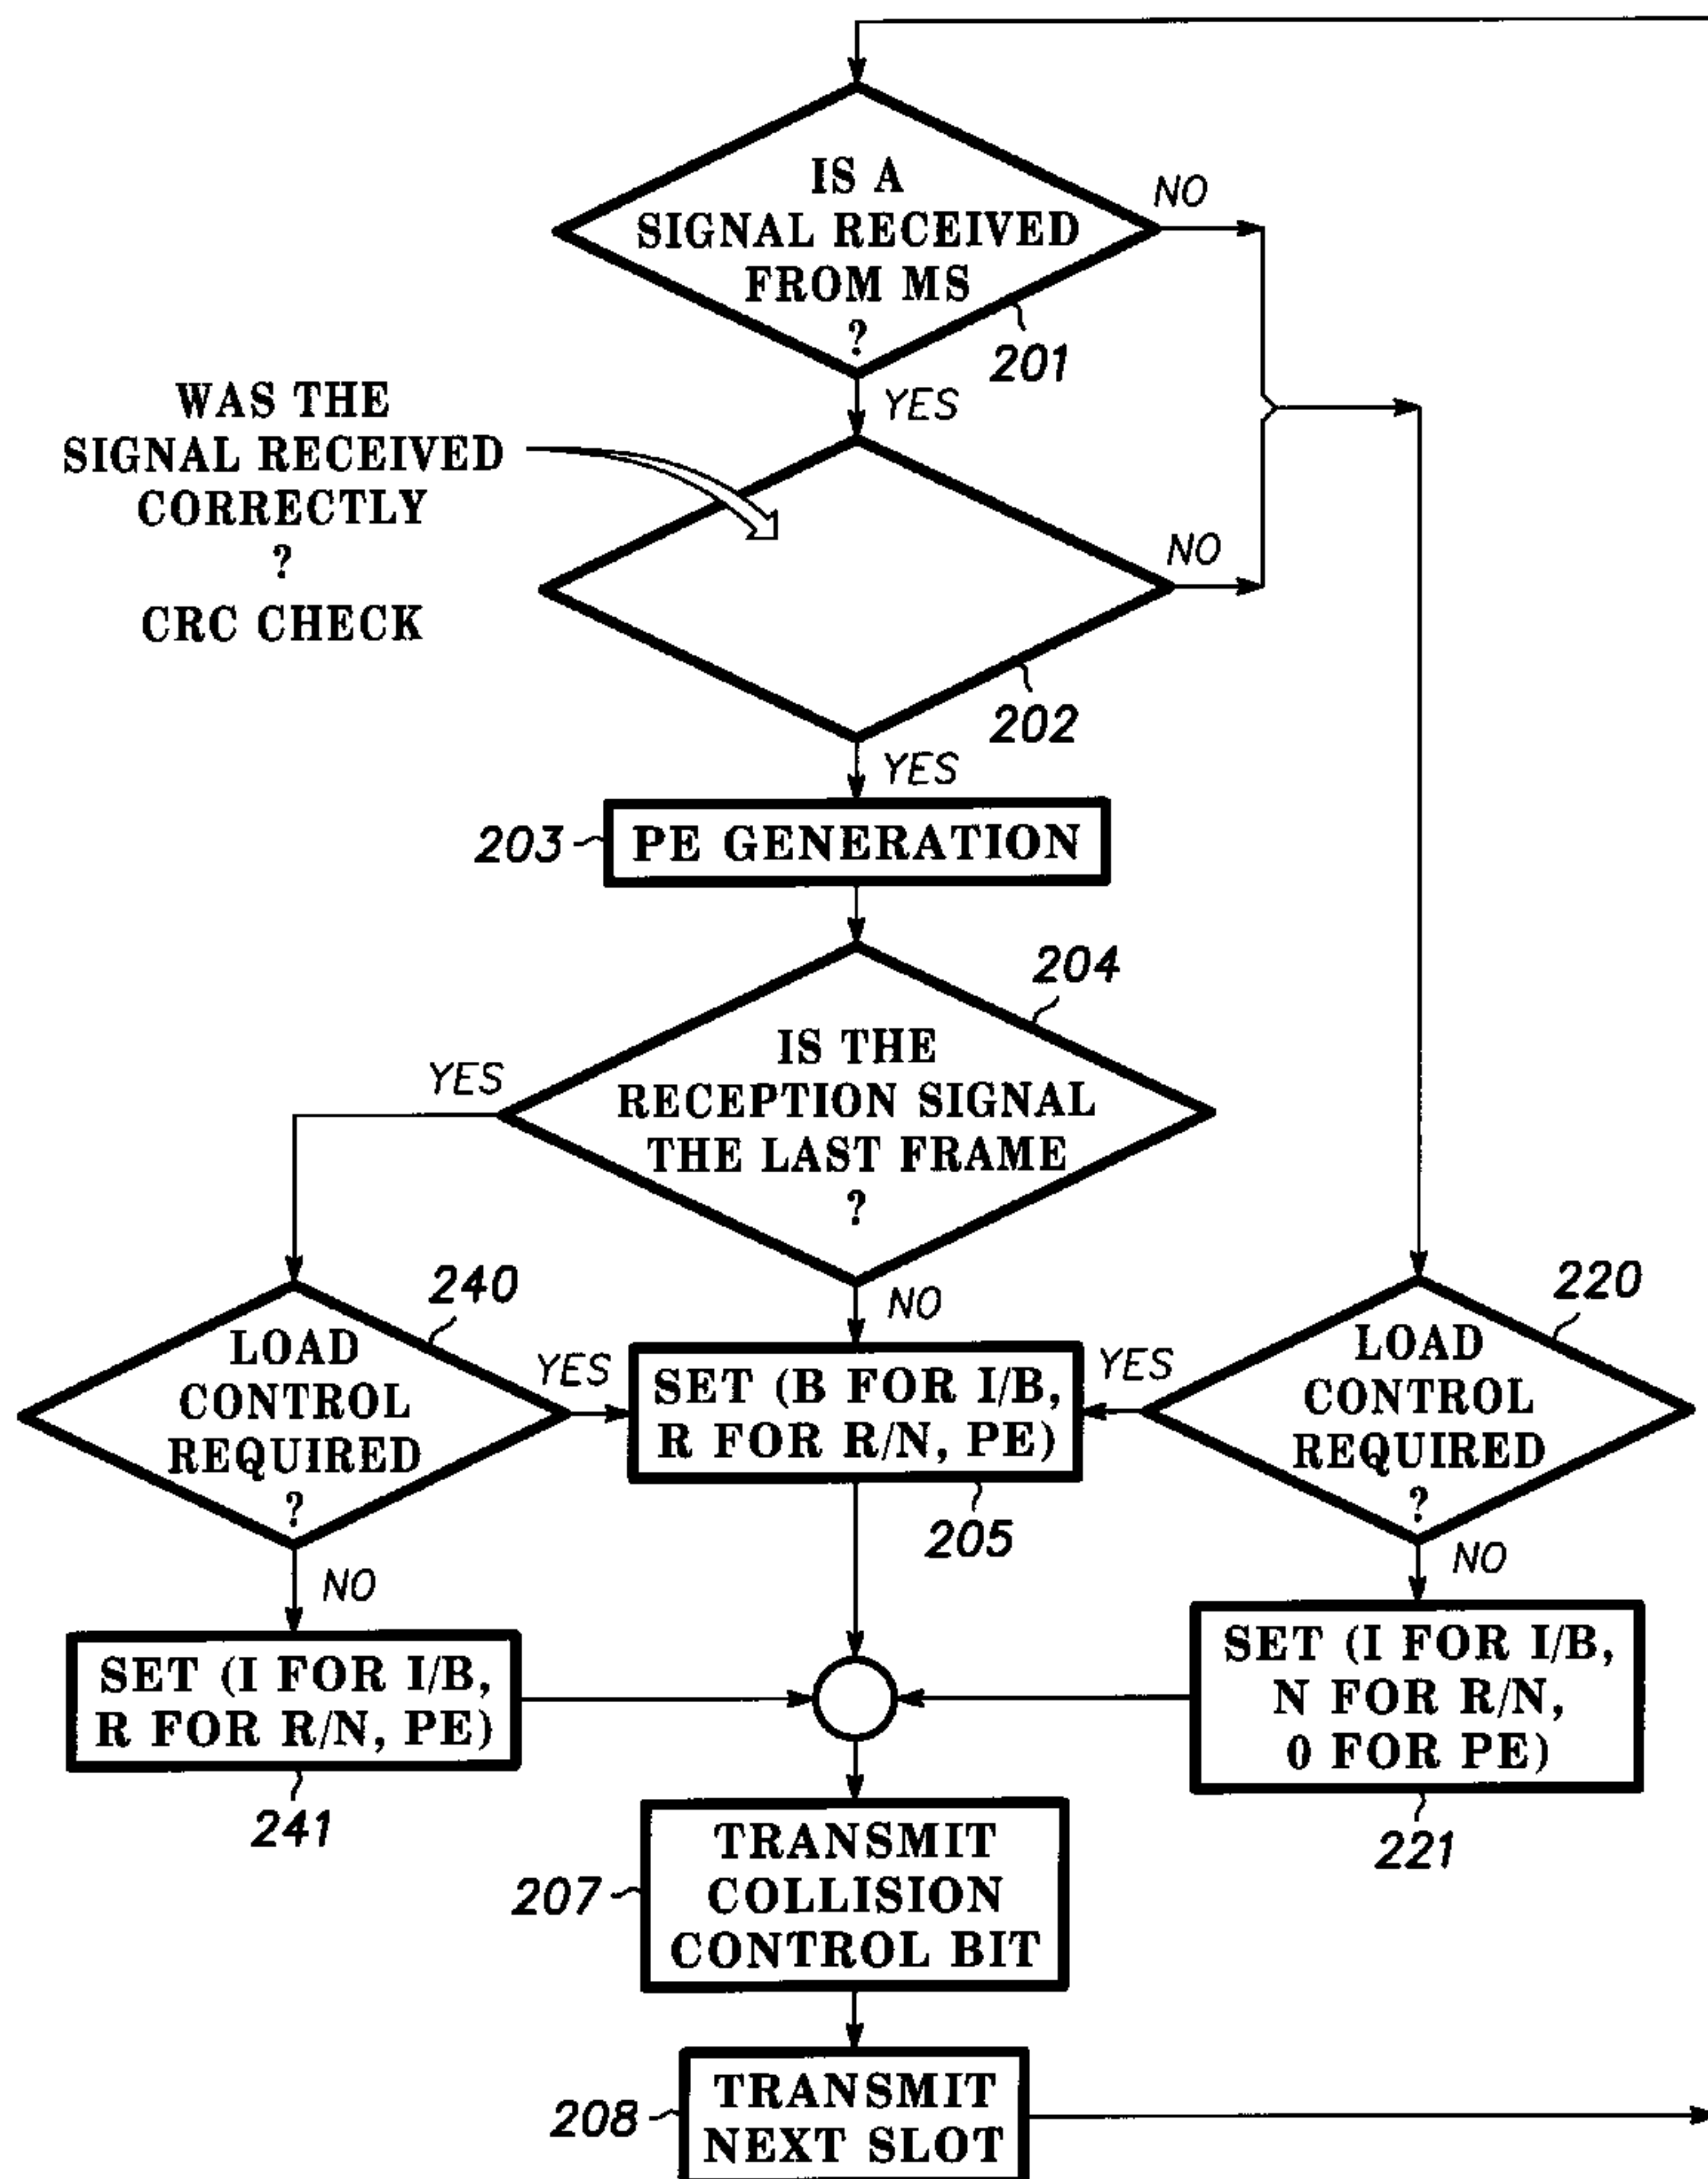 IS A
SIGNAL RECEIVED
FROM MS
?
NO
201
YES
WAS THE
SIGNAL RECEIVED
CORRECTLY
?
CRC CHECK
NO
202
YES
203
PE GENERATION
204
IS THE
RECEPTION SIGNAL
THE LAST FRAME
?
YES
NO
240
LOAD
CONTROL
REQUIRED
?
YES
NO
SET (B FOR I/B,
R FOR R/N, PE)
205
220
LOAD
CONTROL
REQUIRED
?
YES
NO
SET (I FOR I/B,
R FOR R/N, PE)
241
SET (I FOR I/B,
N FOR R/N,
0 FOR PE)
221
207
TRANSMIT
COLLISION
CONTROL BIT
208
TRANSMIT
NEXT SLOT